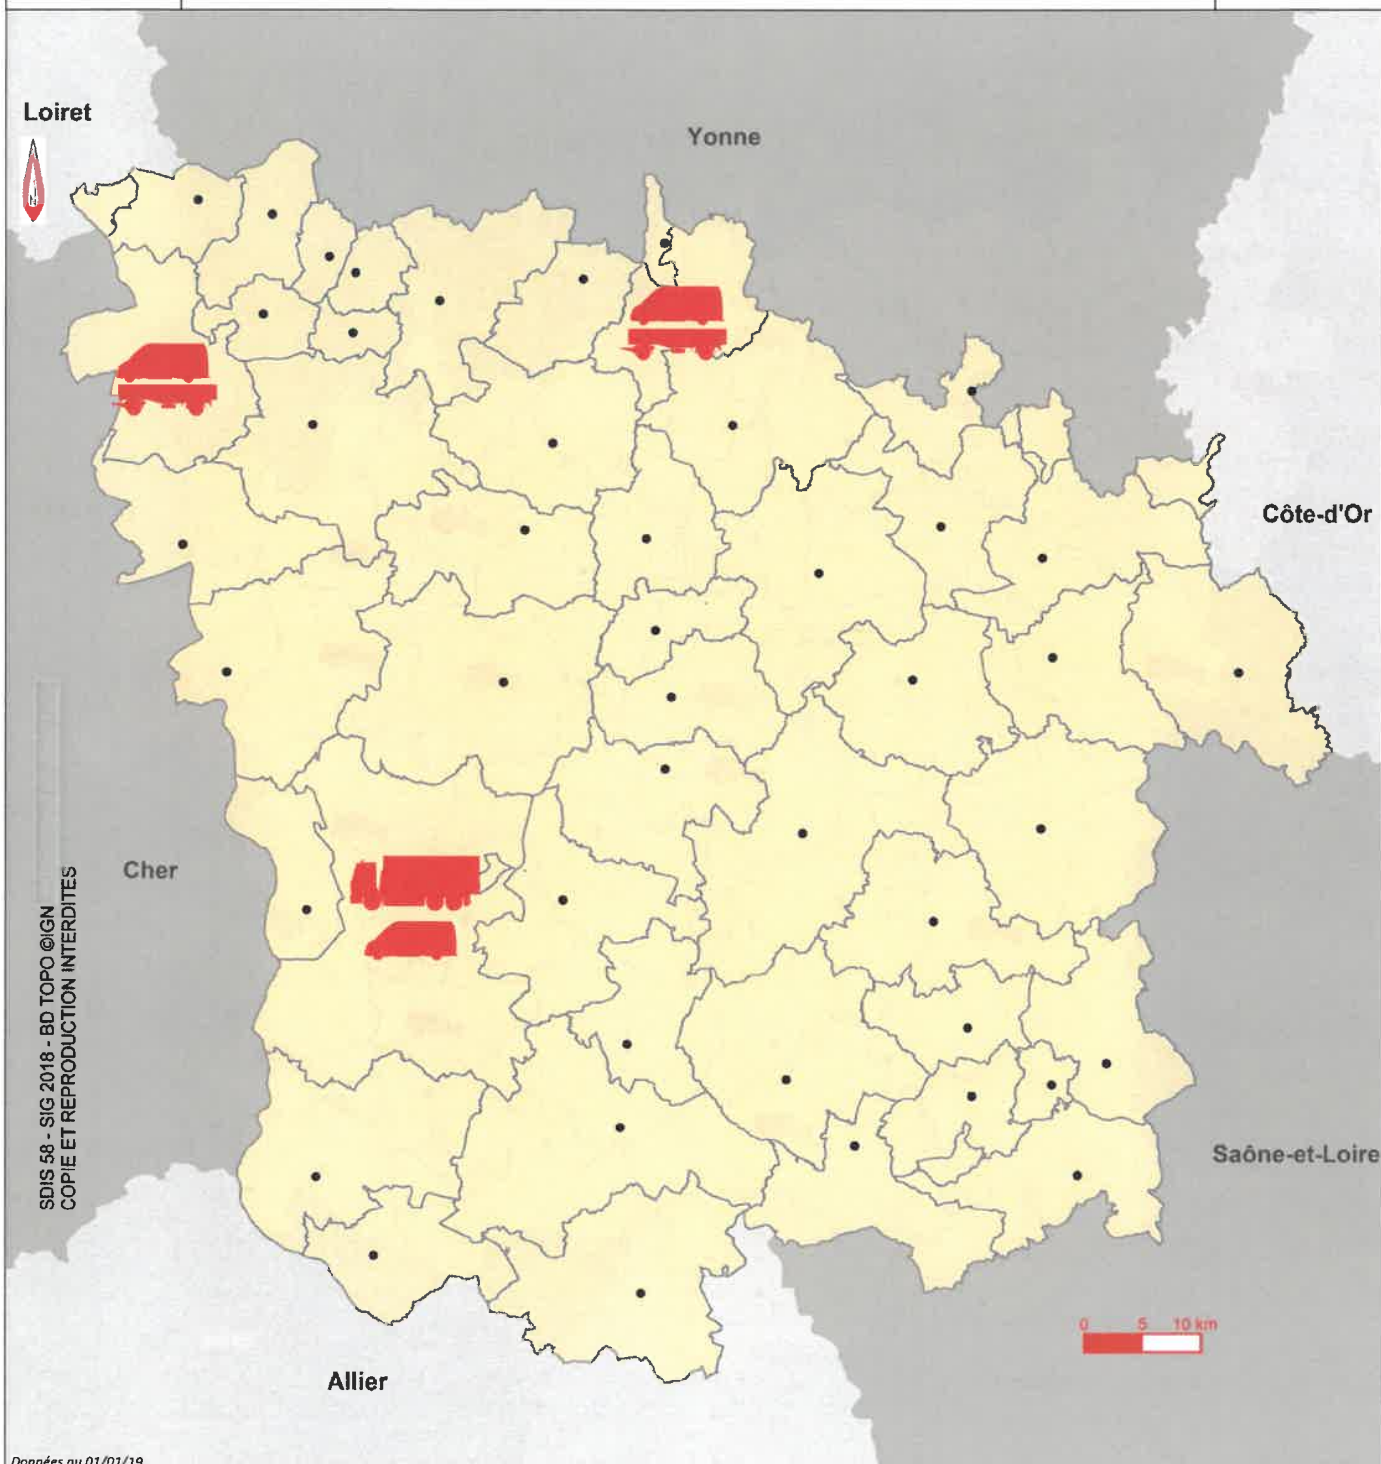 Loiret
N
Yonne
Côte-d'Or
Cher
SDIS 58 - SIG 2018 - BD TOPO ©IGN
COPIE ET REPRODUCTION INTERDITES
Saône-et-Loire
0 5 10 km
Allier
Données au 01/01/19